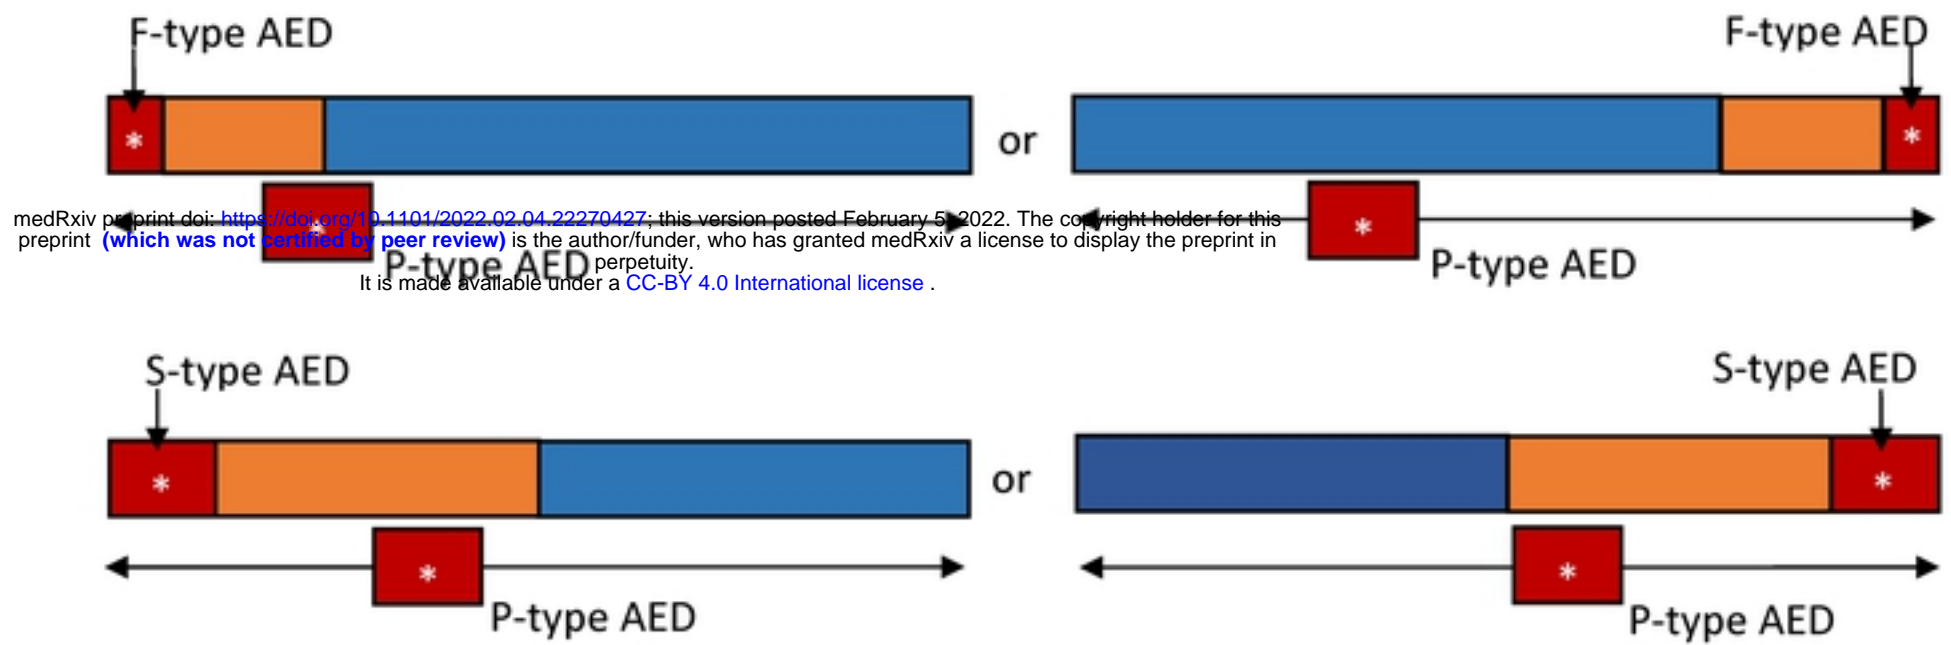 F-type AED
F-type AED
*
or
*
medRxiv preprint doi: https://doi.org/10.1101/2022.02.04.22270427; this version posted February 5, 2022. The copyright holder for this
preprint (which was not certified by peer review) is the author/funder, who has granted medRxiv a license to display the preprint in
perpetuity.
It is made available under a CC-BY 4.0 International license .
*
P-type AED
*
P-type AED
S-type AED
S-type AED
*
or
*
*
P-type AED
*
P-type AED